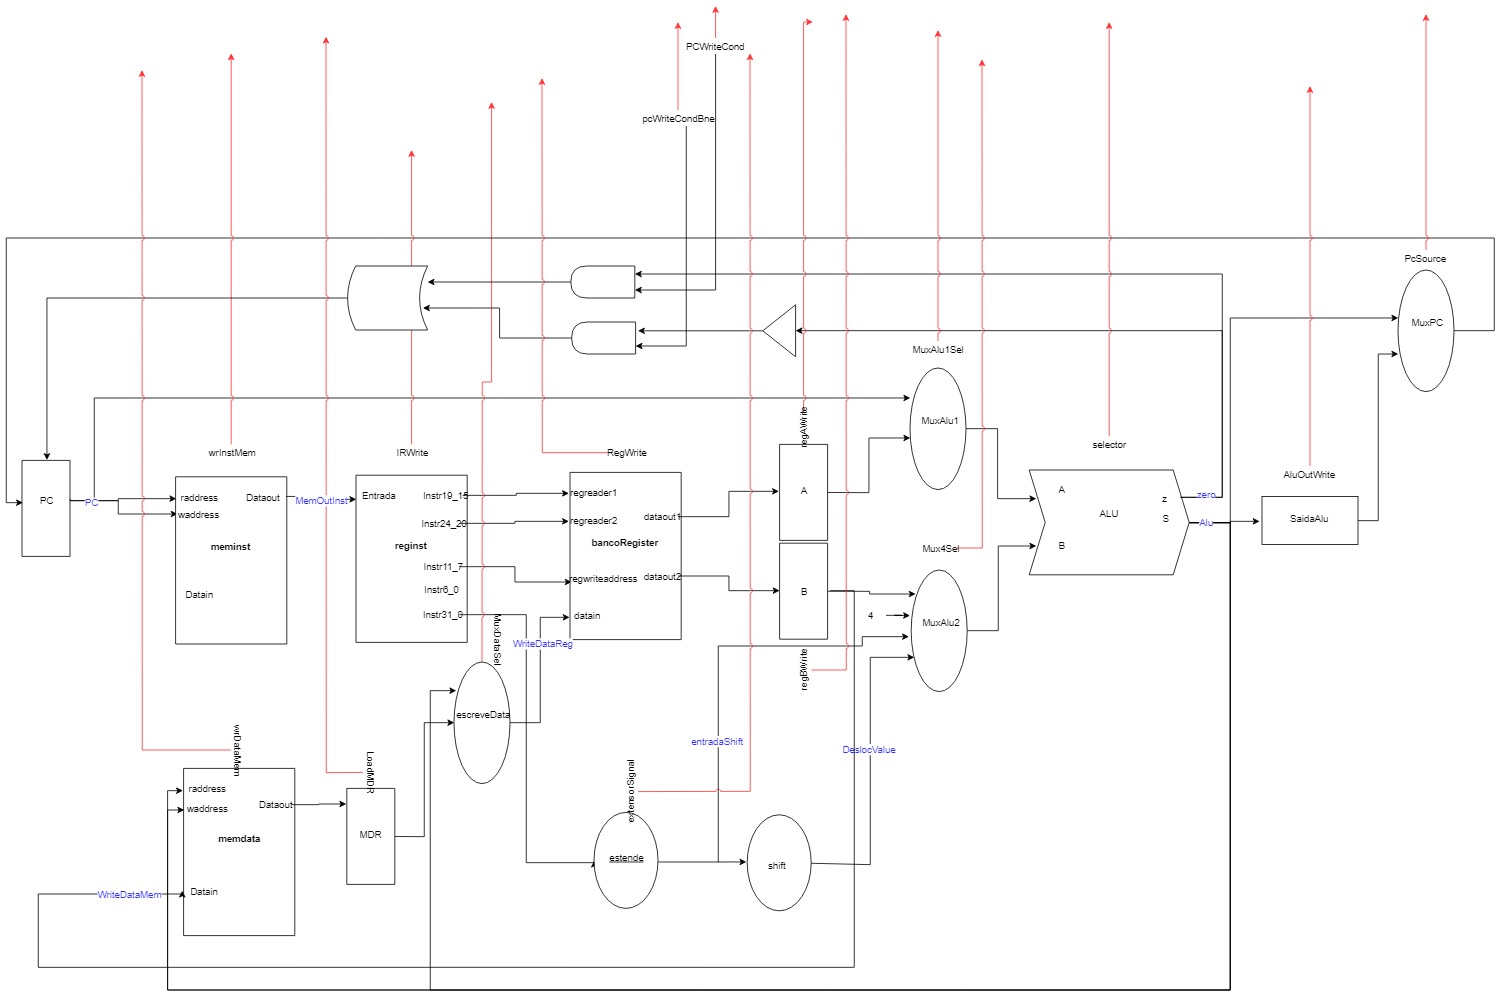 PCWriteCond
pcWriteCondBne
PcSource
MuxPC
MuxAlu1Sel
regAWrite
MuxAlu1
wrInstMem
IRWrite
RegWrite
selector
AluOutWrite
PC
PC
raddress
Dataout
waddress
meminst
Datain
MemOutInst
Entrada
Instr19_15
Instr24_20
reginst
Instr11_7
Instr6_0
Instr31_0
regreader1
regreader2
dataout1
bancoRegister
regwriteaddress
dataout2
datain
A
B
A
z
zero
ALU
S
Alu
B
SaidaAlu
Mux4Sel
4
MuxAlu2
MuxDataSel
WriteDataReg
regBWrite
escreveData
entradaShift
DeslocValue
wrDataMem
LoadMDR
extensorSignal
raddress
waddress
Dataout
memdata
Datain
MDR
WriteDataMem
estende
shift